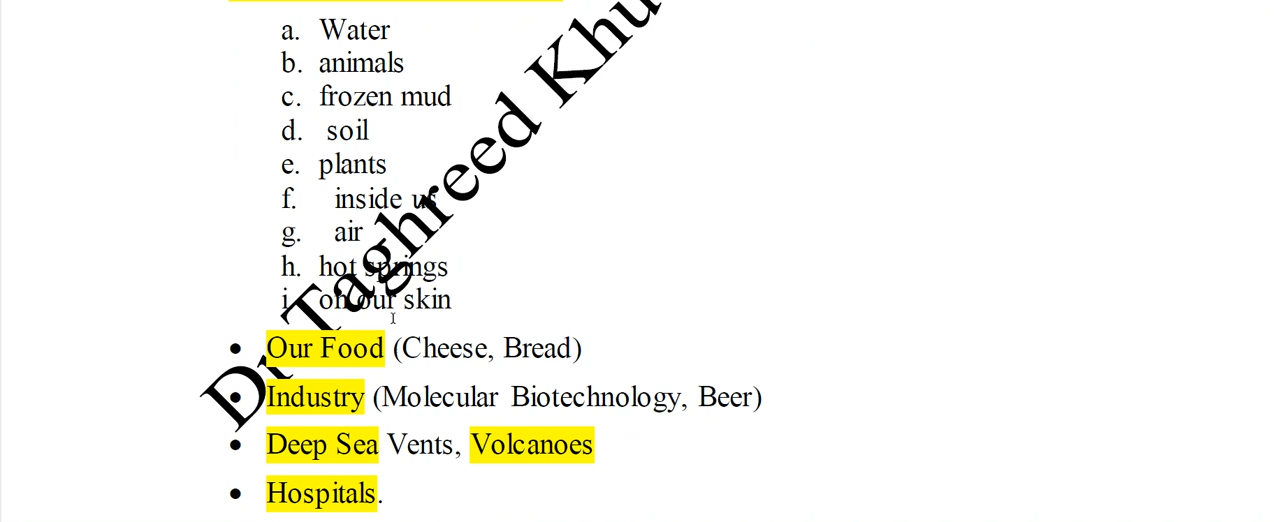 a. Water
b. animals
c. frozen mud
d. soil
e. plants
f. inside us
g. air
h. hot springs
i. on our skin
• Our Food (Cheese, Bread)
• Industry (Molecular Biotechnology, Beer)
• Deep Sea Vents, Volcanoes
• Hospitals.
Dr Taghreed Khu